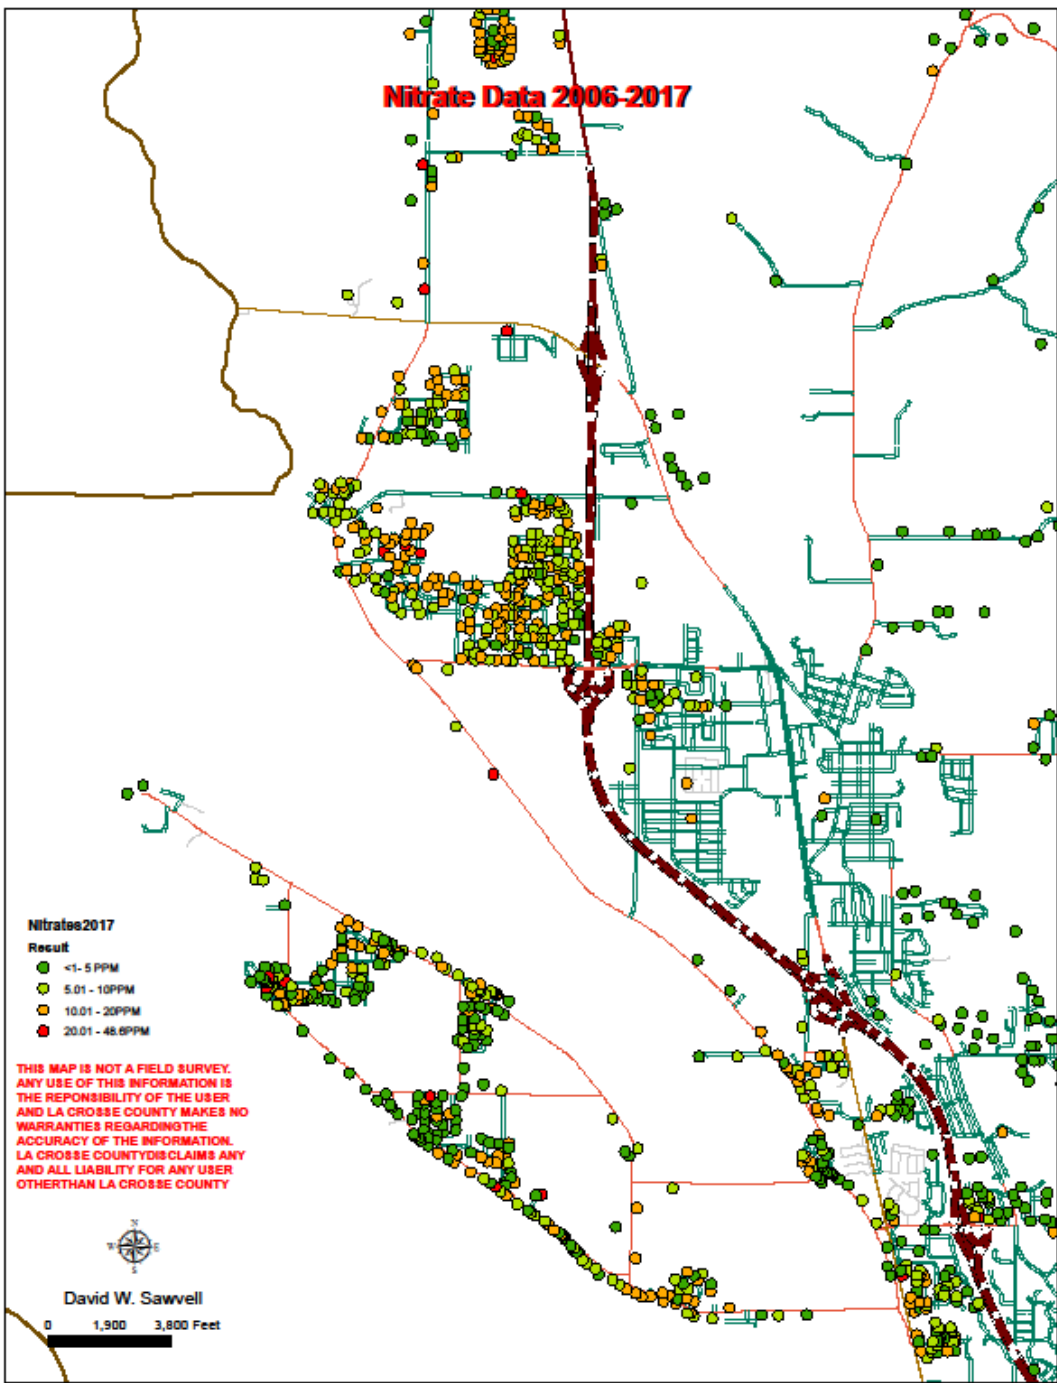 Nitrate Data 2006-2017
Nitrates2017
Result
<1- 5 PPM
5.01 - 10PPM
10.01 - 20PPM
20.01 - 48.6PPM
THIS MAP IS NOT A FIELD SURVEY.
ANY USE OF THIS INFORMATION IS
THE REPONSIBILITY OF THE USER
AND LA CROSSE COUNTY MAKES NO
WARRANTIES REGARDINGTHE
ACCURACY OF THE INFORMATION.
LA CROSSE COUNTYDISCLAIMS ANY
AND ALL LIABILITY FOR ANY USER
OTHERTHAN LA CROSSE COUNTY
N
W E
S
David W. Sawvell
0 1,900 3,800 Feet